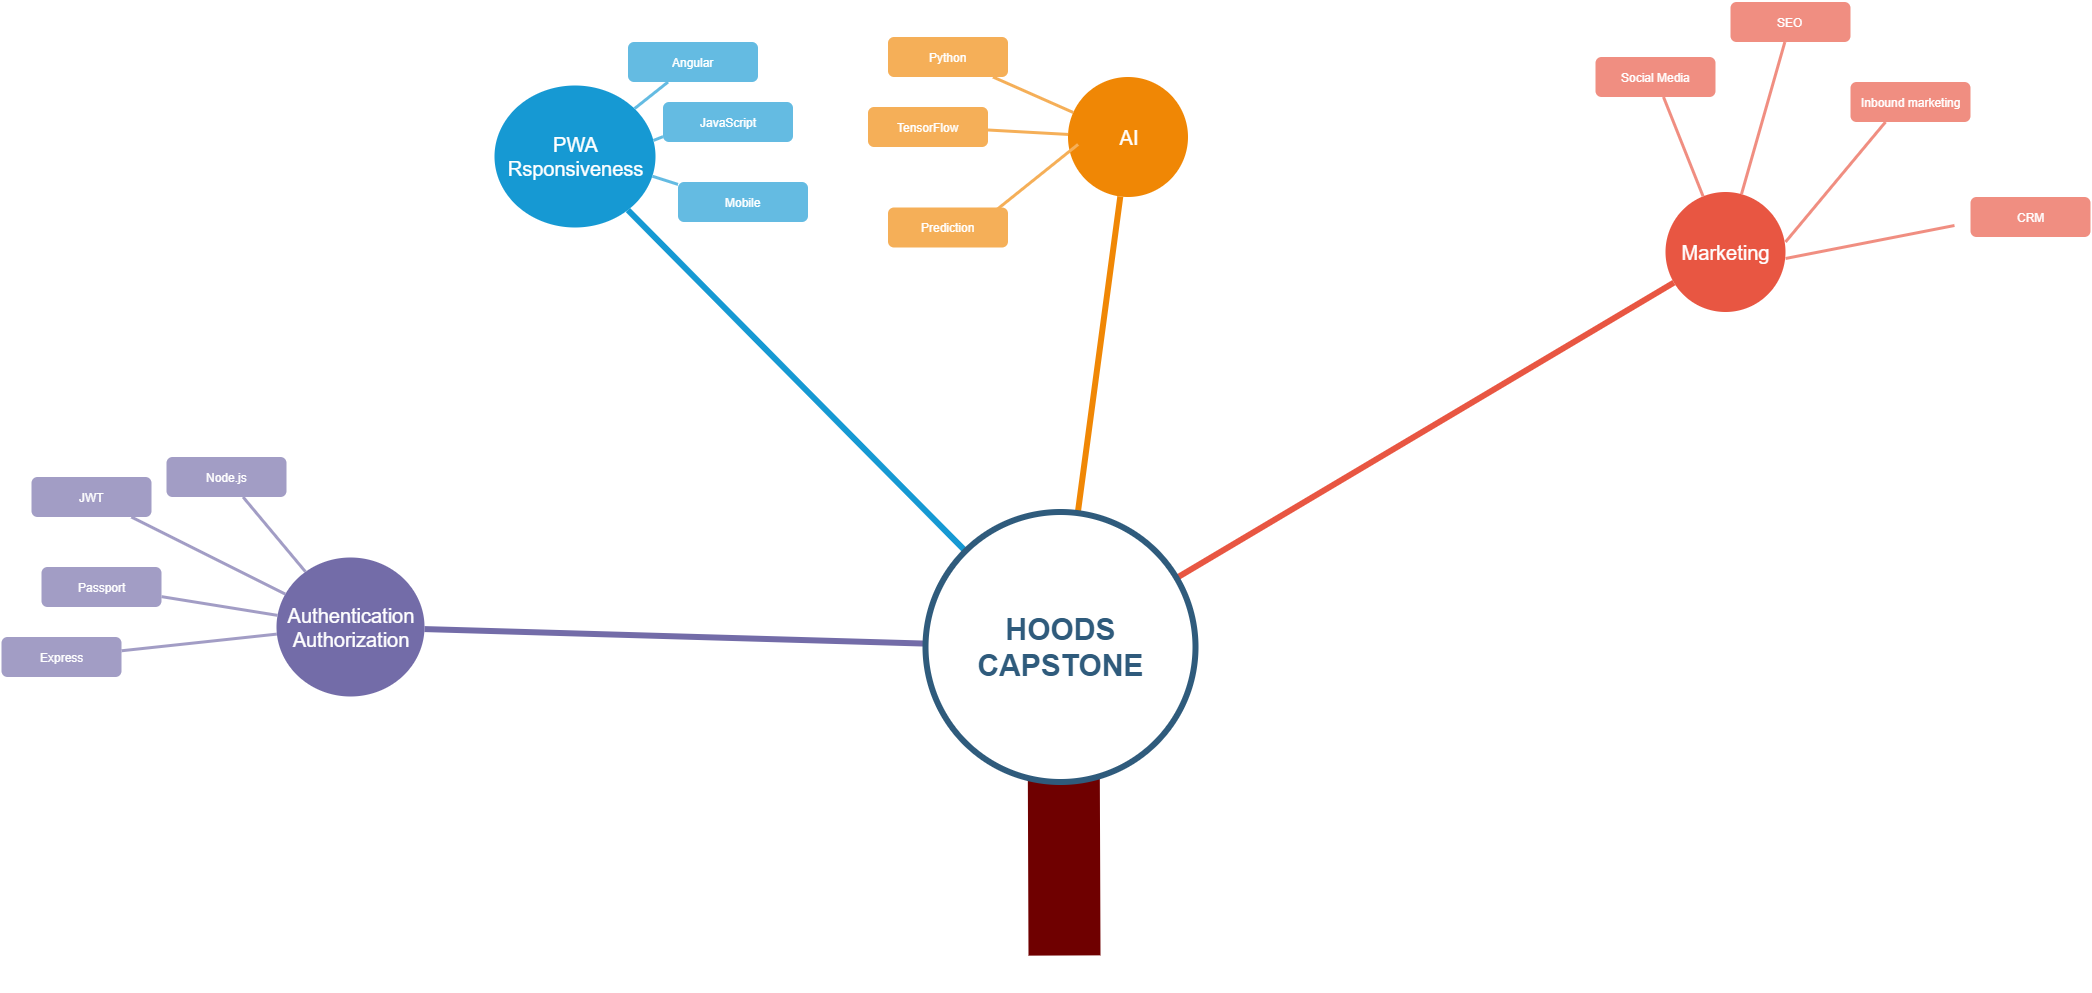 SEO
Angular
Python
Social Media
Inbound marketing
JavaScript
TensorFlow
AI
PWA
Rsponsiveness
Mobile
Prediction
CRM
Marketing
Node.js
JWT
Passport
Authentication
Authorization
Express
HOODS
CAPSTONE